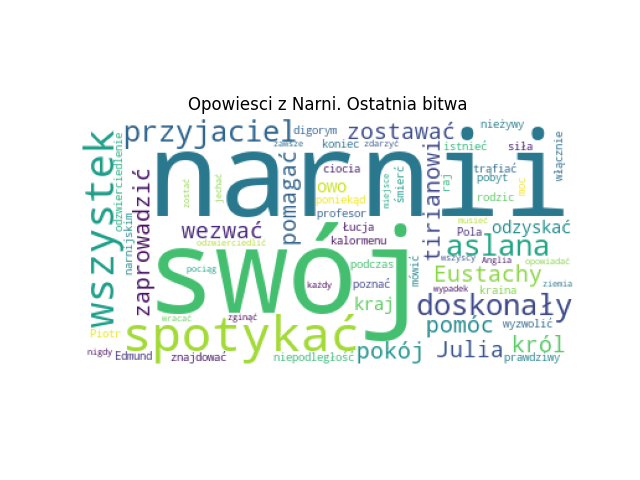 Opowiesci z Narni. Ostatnia bitwa
narnii
swój
spotykać
wszystek
przyjaciel
digorym
zostawać
nieżywy
zawsze
koniec
zdarzyć
istnieć
siła
włącznie
odzwierciedlenie
zaprowadzić
zostać
jechać
pomagać
ciocia
owo
poniekąd
profesor
miejsce
śmierć
tirianowi
raj
trafiać
pobyt
rodzic
moc
narnijskim
wezwać
odzwierciedlić
Łucja
kalormenu
musieć
Pola
odzyskać
aslana
pociąg
każdy
podczas
poznać
mówić
wszyscy
Anglia
opowiadać
Eustachy
wypadek
kraina
ziemia
kraj
doskonały
wracać
zginąć
pomóc
wyzwolić
Piotr
nigdy
Edmund
znajdować
niepodległość
pokój
Julia
król
prawdziwy